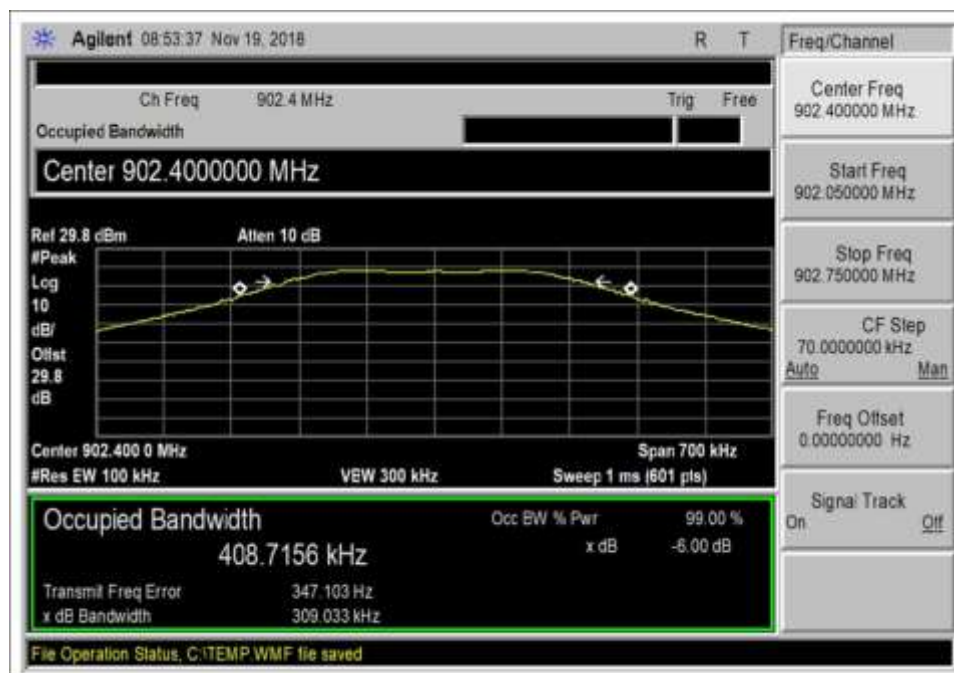 Agilent 08:53:37 Nov 19, 2018 R T
Freq/Channel
Ch Freq 902.4 MHz Trig Free
Occupied Bandwidth
Center 902.4000000 MHz
Ref 29.8 dBm Atten 10 dB
#Peak
Log
10
dB/
Offst
29.8
dB
Center 902.400 0 MHz Span 700 kHz
#Res BW 100 kHz VBW 300 kHz Sweep 1 ms (601 pts)
Occupied Bandwidth Occ BW % Pwr 99.00 %
408.7156 kHz x dB -6.00 dB
Transmit Freq Error 347.103 Hz
x dB Bandwidth 309.033 kHz
File Operation Status, C:\TEMP.WMF file saved
Center Freq
902.400000 MHz
Start Freq
902.050000 MHz
Stop Freq
902.750000 MHz
CF Step
70.0000000 kHz
Auto Man
Freq Offset
0.00000000 Hz
Signal Track
On Off